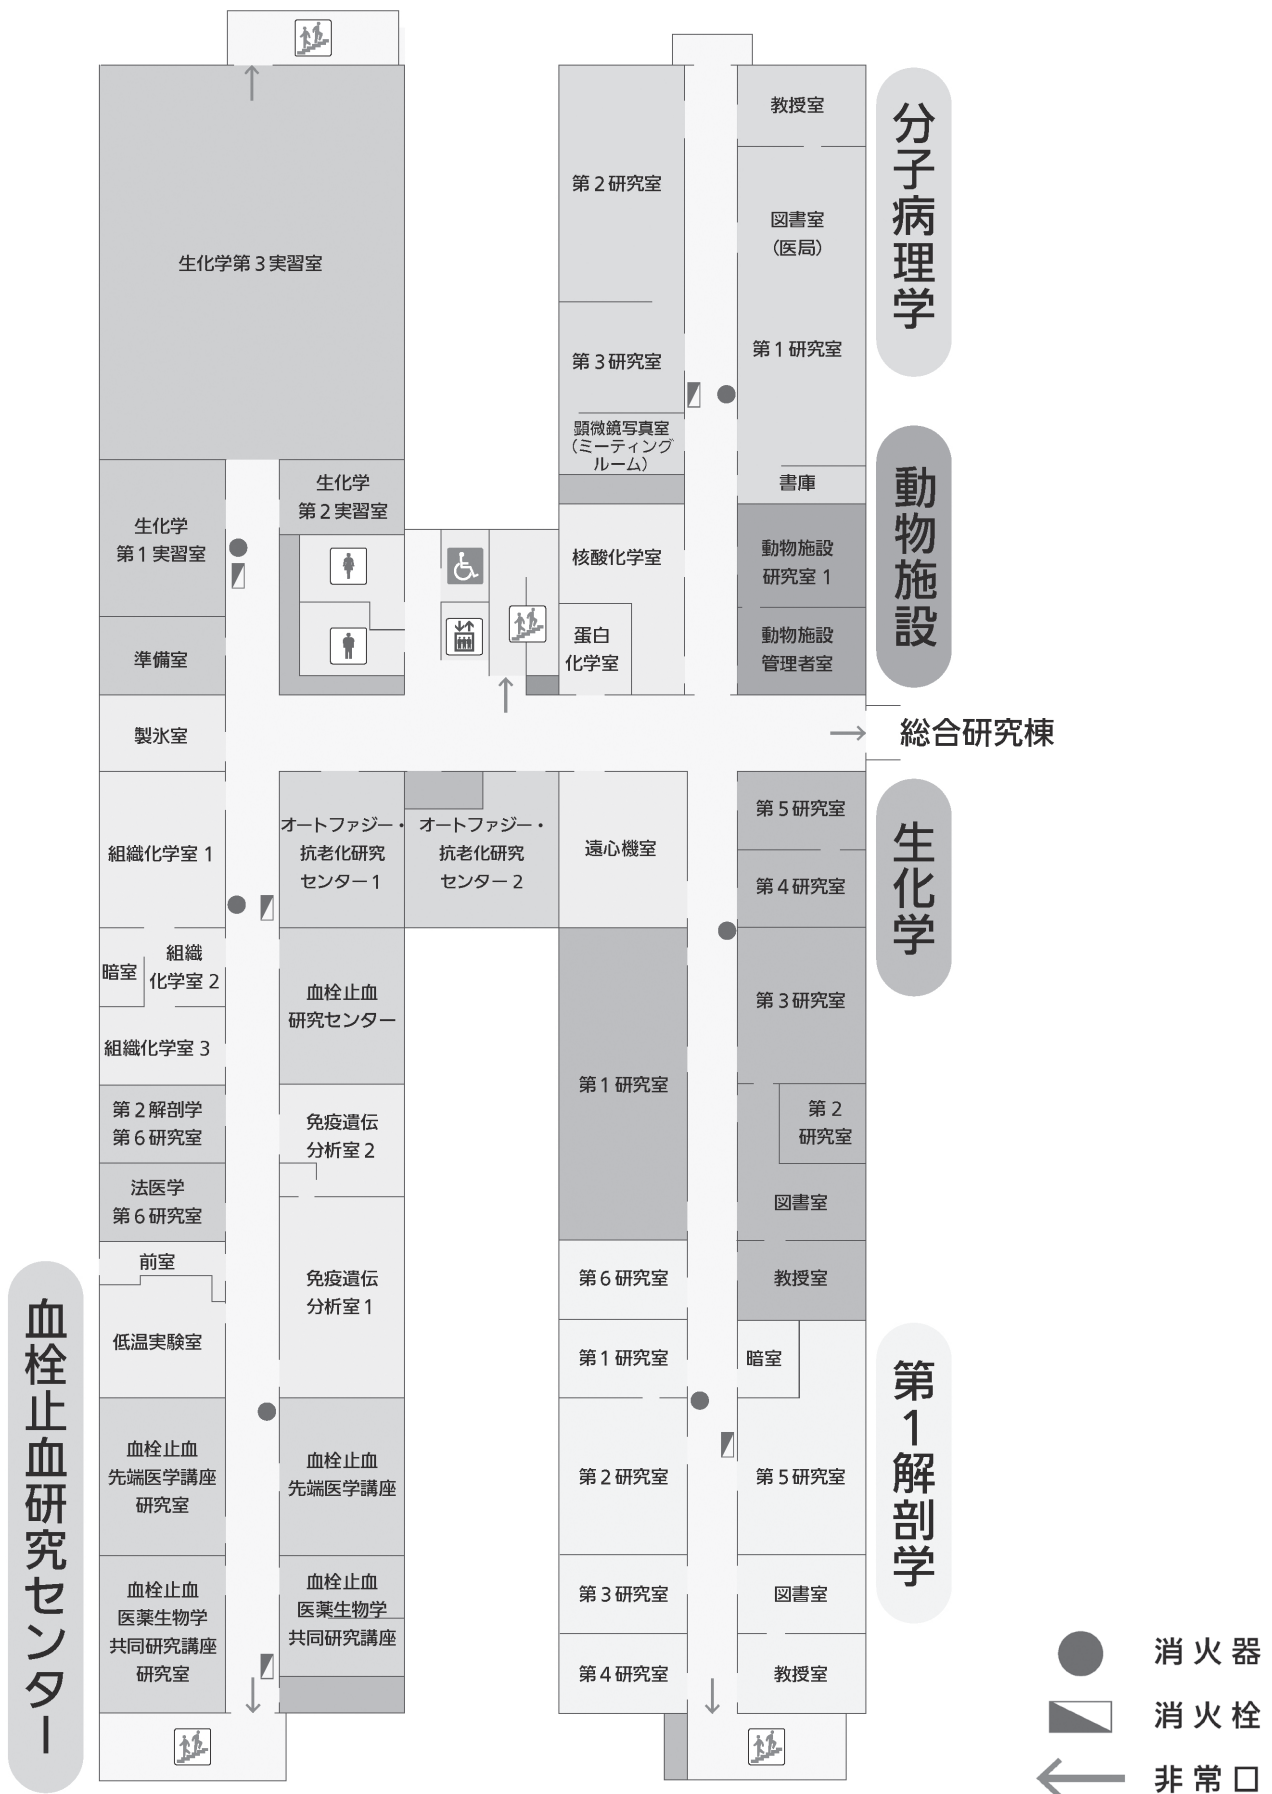 生化学第3実習室
生化学
第1実習室
生化学
第2実習室
準備室
製氷室
組織化学室1
オートファジー・
抗老化研究
センター1
オートファジー・
抗老化研究
センター2
遠心機室
暗室
組織
化学室2
組織化学室3
血栓止血
研究センター
第2解剖学
第6研究室
免疫遺伝
分析室2
法医学
第6研究室
前室
低温実験室
免疫遺伝
分析室1
血栓止血
先端医学講座
研究室
血栓止血
先端医学講座
血栓止血
医薬生物学
共同研究講座
研究室
血栓止血
医薬生物学
共同研究講座
血栓止血研究センター
第2研究室
教授室
図書室
（医局）
第3研究室
第1研究室
顕微鏡写真室
（ミーティング
ルーム）
書庫
分子病理学
核酸化学室
蛋白
化学室
動物施設
研究室1
動物施設
管理者室
動物施設
総合研究棟
第5研究室
第4研究室
第3研究室
第1研究室
第2
研究室
図書室
教授室
生化学
第6研究室
第1研究室
暗室
第2研究室
第5研究室
第3研究室
図書室
第4研究室
教授室
第1解剖学
消火器
消火栓
非常口